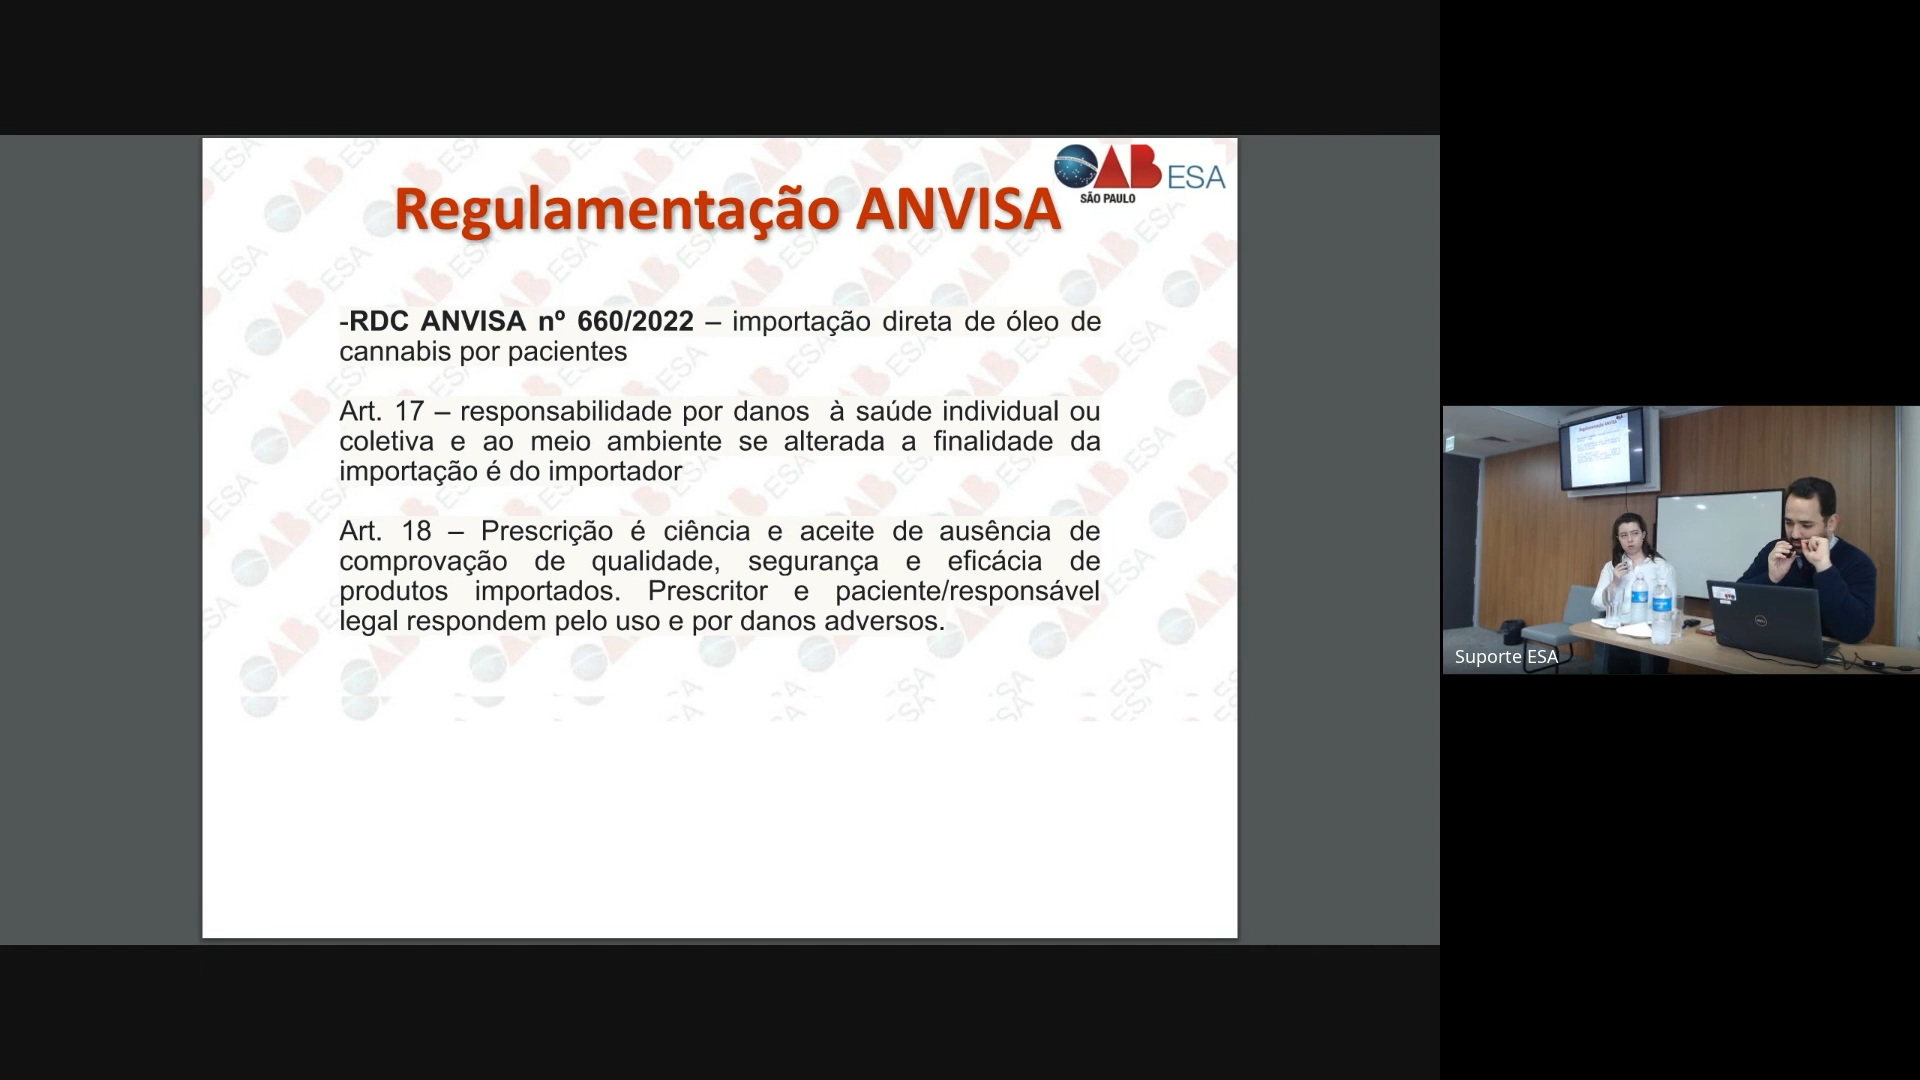 OAB ESA
SÃO PAULO
Regulamentação ANVISA
-RDC ANVISA nº 660/2022 – importação direta de óleo de
cannabis por pacientes
Art. 17 – responsabilidade por danos à saúde individual ou
coletiva e ao meio ambiente se alterada a finalidade da
importação é do importador
Art. 18 – Prescrição é ciência e aceite de ausência de
comprovação de qualidade, segurança e eficácia de
produtos importados. Prescritor e paciente/responsável
legal respondem pelo uso e por danos adversos.
Regulamentação ANVISA
Suporte ESA